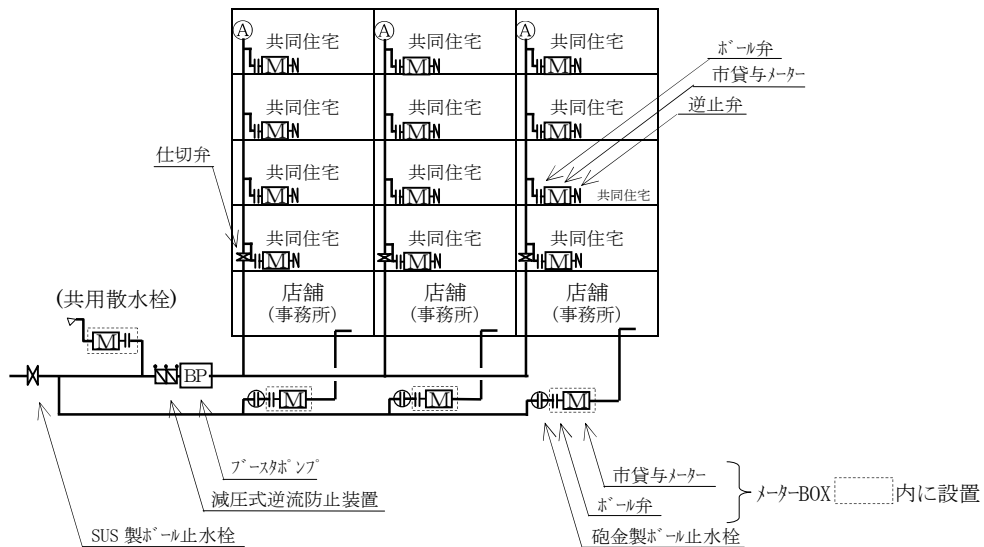 A A A
共同住宅 共同住宅 共同住宅
M M M
ボール弁
市貸与メーター
逆止弁
共同住宅 共同住宅 共同住宅
M M M
仕切弁
共同住宅 共同住宅
M M M 共同住宅
共同住宅 共同住宅 共同住宅
M M M
店舗 店舗 店舗
(事務所) (事務所) (事務所)
(共用散水栓)
M
BP
M M M
ブースタポンプ
減圧式逆流防止装置
SUS 製ボール止水栓
市貸与メーター
ボール弁
砲金製ボール止水栓
メーターBOX 内に設置